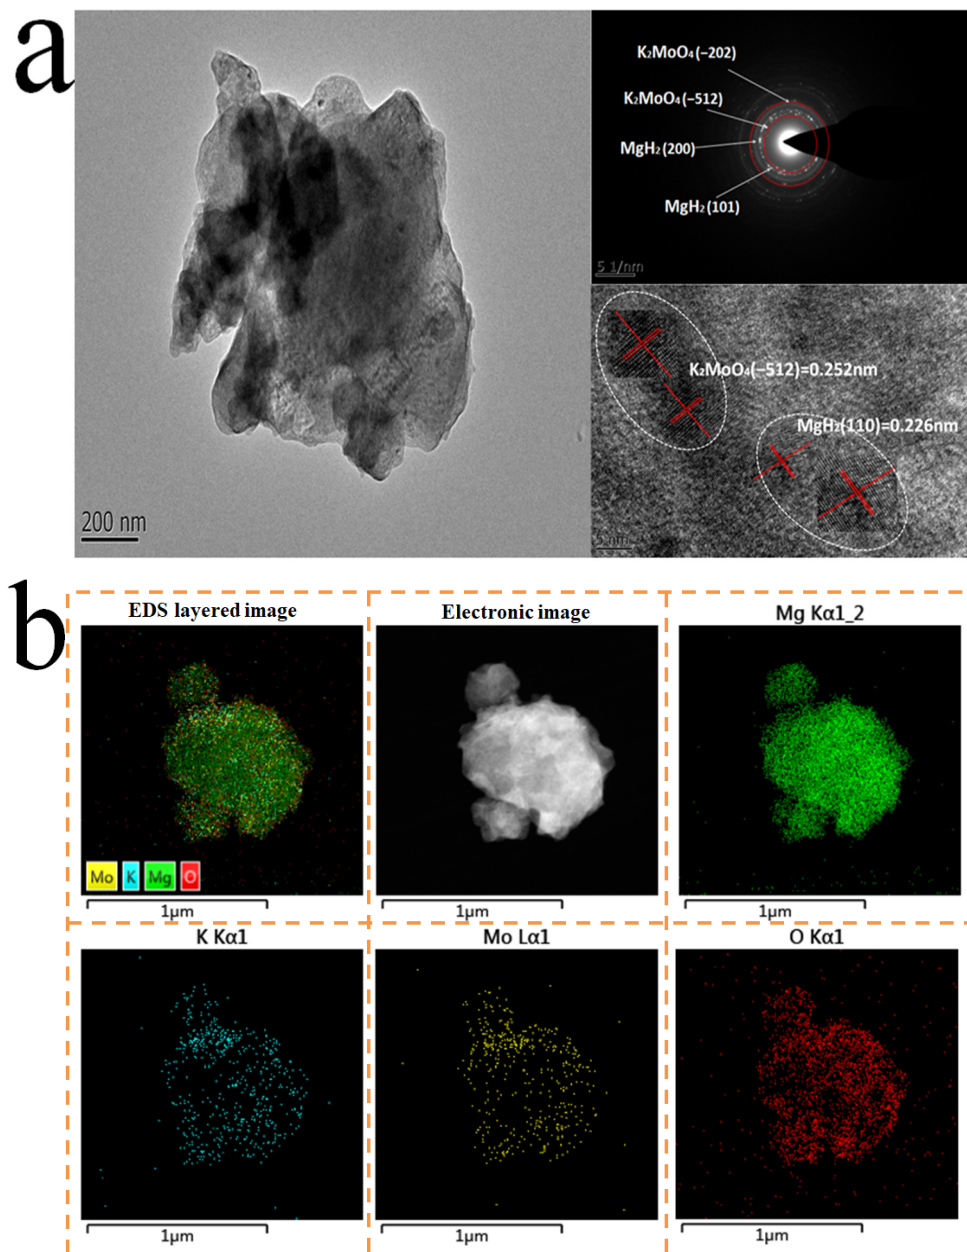 a
K₂MoO₄(−202)
K₂MoO₄(−512)
MgH₂(200)
MgH₂(101)
5 1/nm
K₂MoO₄(−512)=0.252nm
MgH₂(110)=0.226nm
200 nm
b
EDS layered image
Electronic image
Mg Kα1_2
Mo K Mg O
1μm
1μm
1μm
K Kα1
Mo Lα1
O Kα1
1μm
1μm
1μm